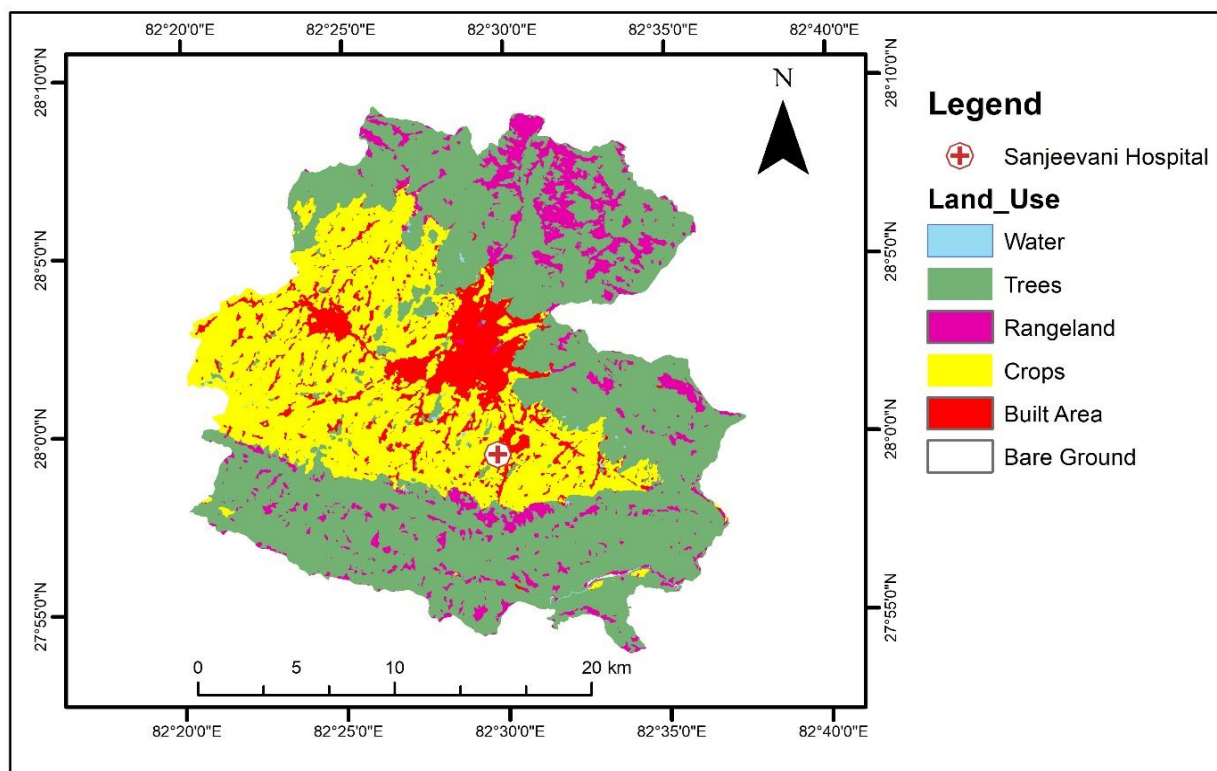 82°20'0"E 82°25'0"E 82°30'0"E 82°35'0"E 82°40'0"E
28°10'0"N
28°5'0"N
28°0'0"N
27°55'0"N
N
28°10'0"N
28°5'0"N
28°0'0"N
27°55'0"N
0 5 10 20 km
82°20'0"E 82°25'0"E 82°30'0"E 82°35'0"E 82°40'0"E
Legend
Sanjeevani Hospital
Land_Use
Water
Trees
Rangeland
Crops
Built Area
Bare Ground